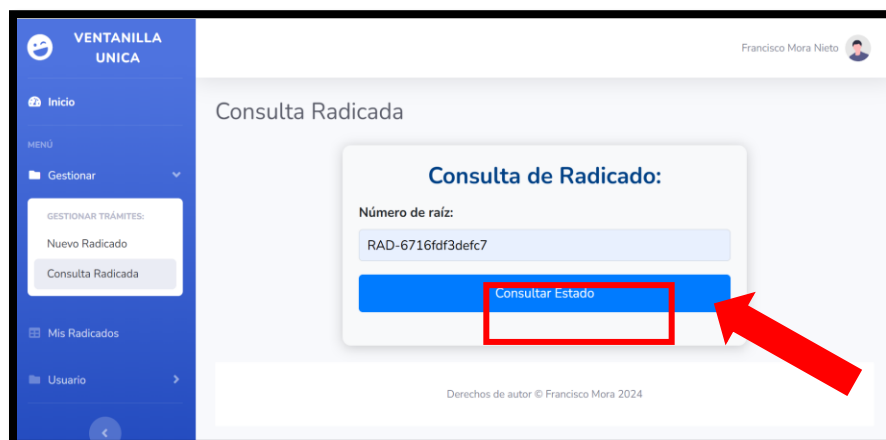 VENTANILLA
UNICA
Francisco Mora Nieto
Inicio
Consulta Radicada
MENÚ
Gestionar
Consulta de Radicado:
GESTIONAR TRÁMITES:
Número de raíz:
Nuevo Radicado
RAD-6716fdf3defc7
Consulta Radicada
Consultar Estado
Mis Radicados
Usuario
Derechos de autor © Francisco Mora 2024